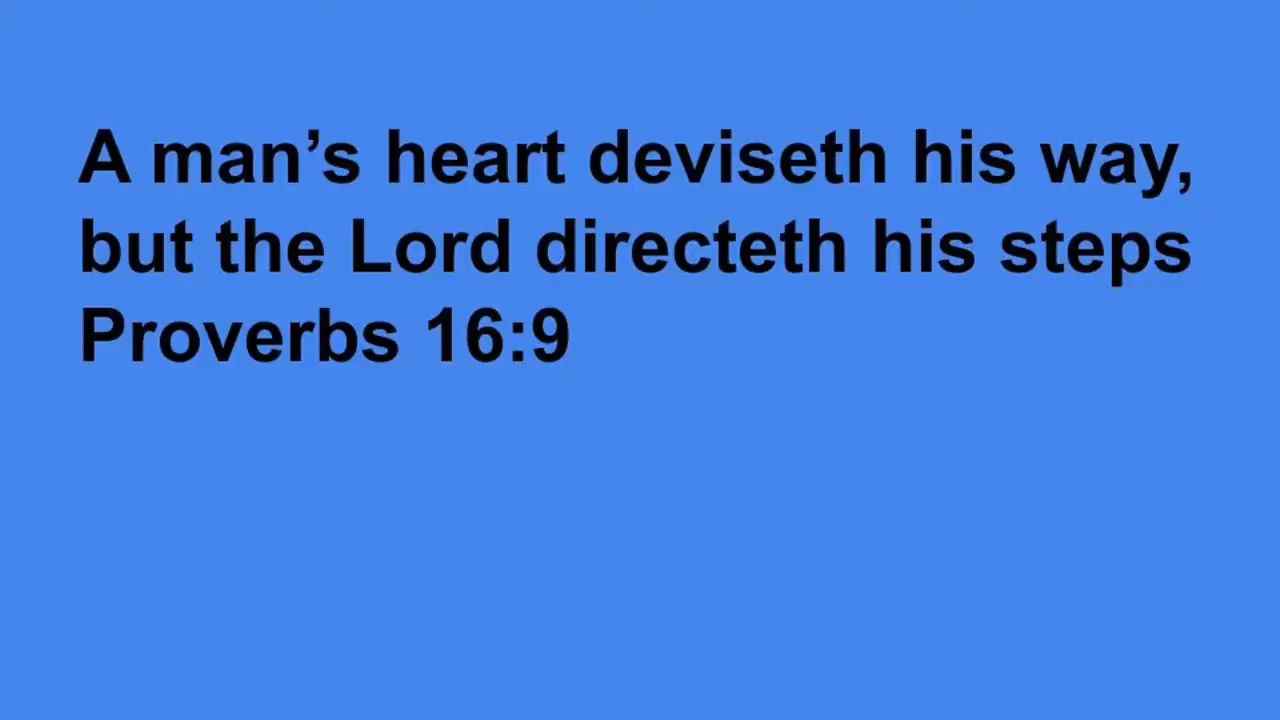 A man’s heart deviseth his way,
but the Lord directeth his steps
Proverbs 16:9